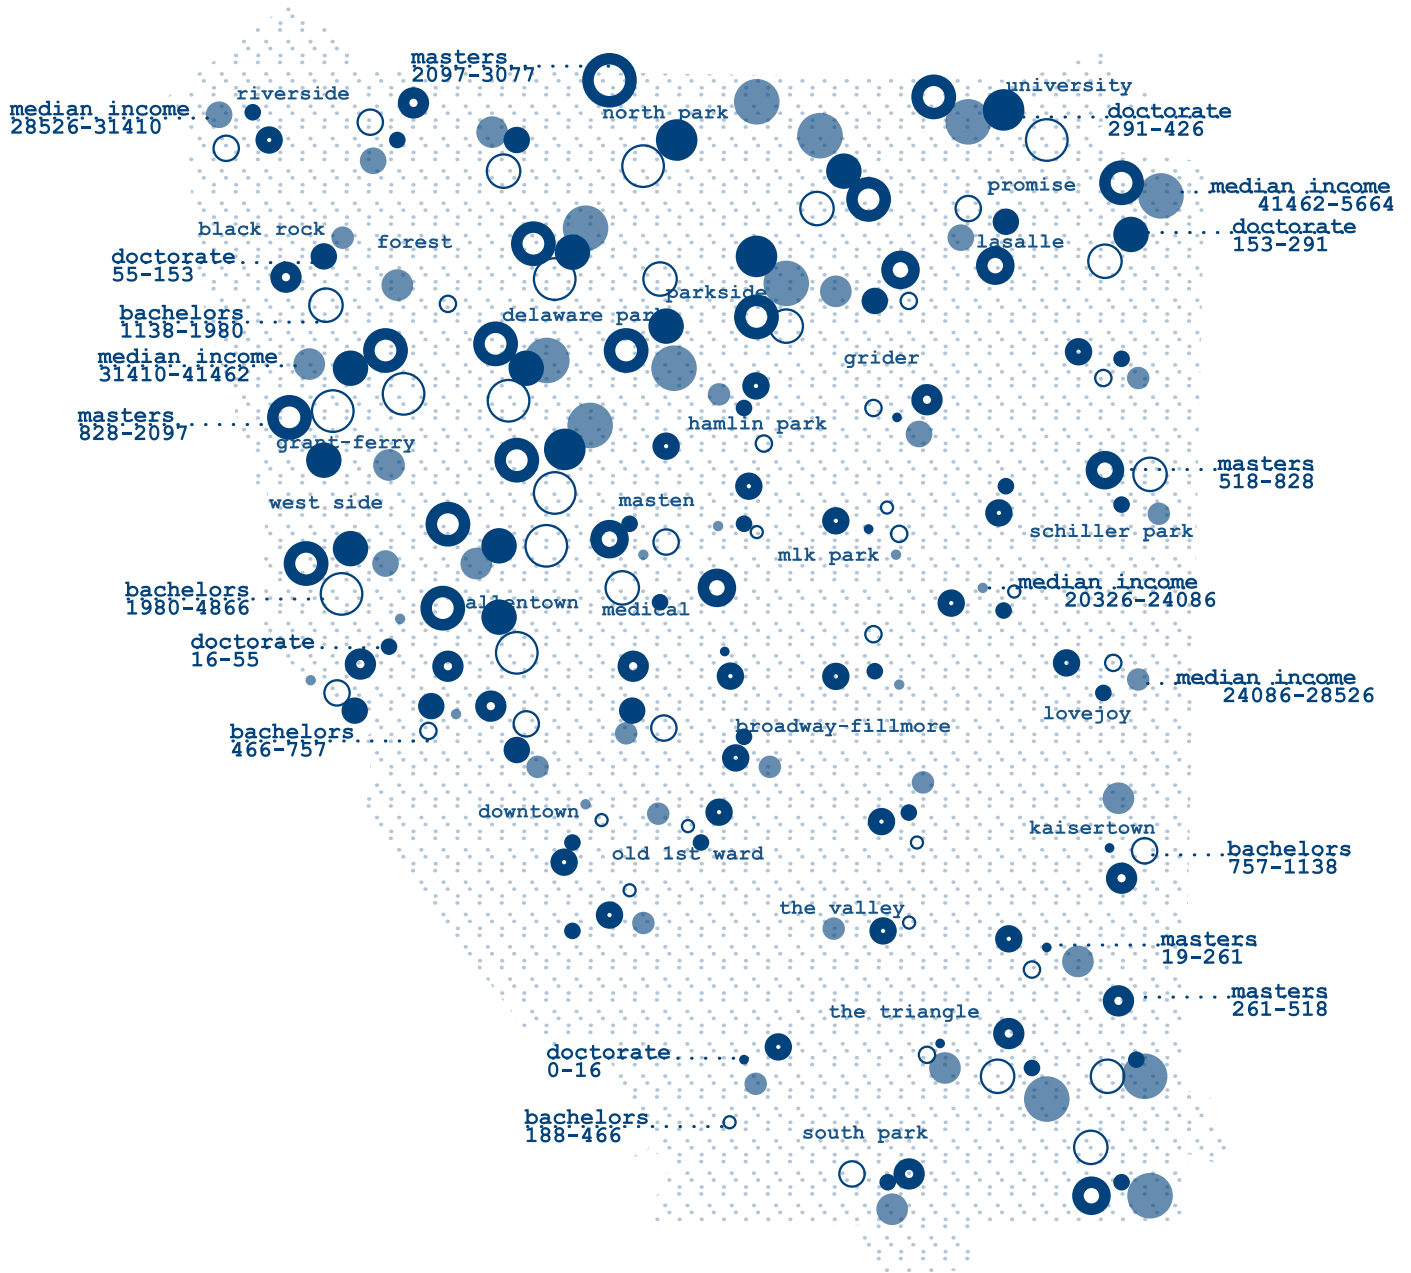 masters
2097-3077
university
riverside
median income
28526-31410
north park
doctorate
291-426
promise
median income
41462-5664
black rock
forest
lasalle
doctorate
153-291
doctorate
55-153
parkside
bachelors
1138-1980
delaware park
median income
31410-41462
grider
masters
828-2097
hamlin park
grant-ferry
masters
518-828
west side
masten
schiller park
mlk park
bachelors
1980-4866
allentown
medical
median income
20326-24086
doctorate
16-55
median income
24086-28526
lovejoy
bachelors
466-757
broadway-fillmore
downtown
old 1st ward
kaisertown
bachelors
757-1138
the valley
masters
19-261
masters
261-518
the triangle
doctorate
0-16
bachelors
188-466
south park